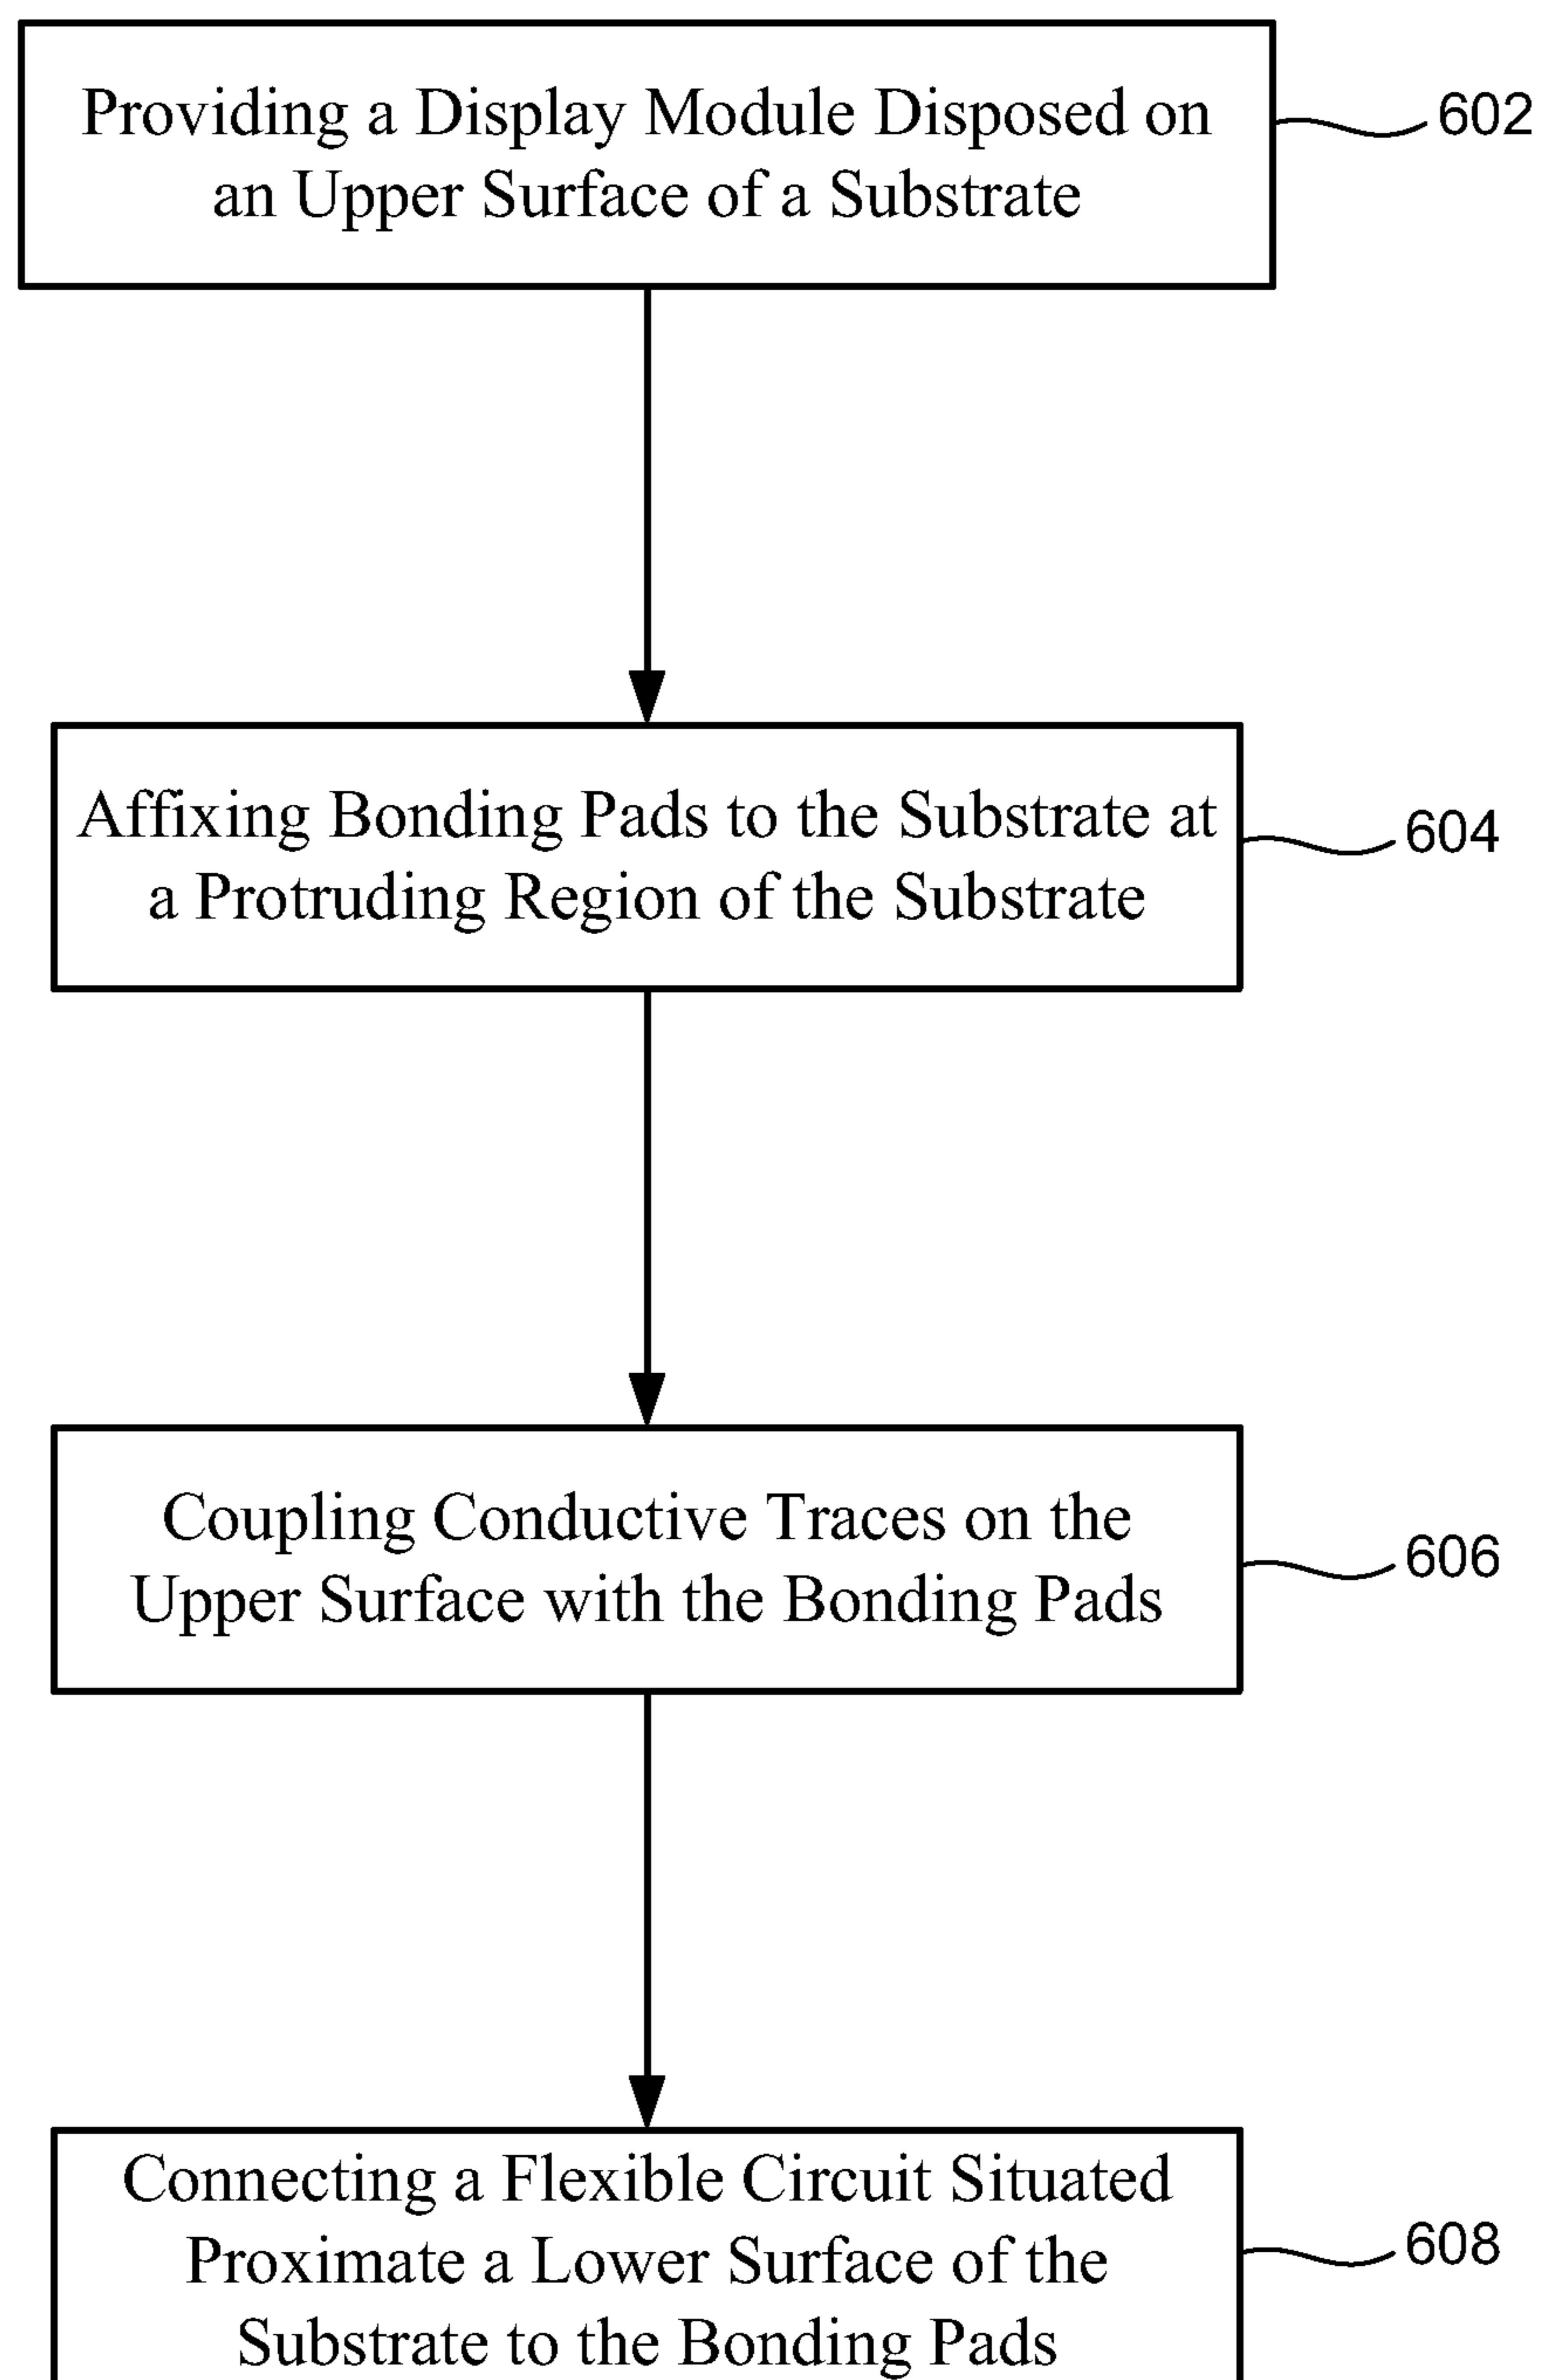 Providing a Display Module Disposed on
an Upper Surface of a Substrate
602
Affixing Bonding Pads to the Substrate at
a Protruding Region of the Substrate
604
Coupling Conductive Traces on the
Upper Surface with the Bonding Pads
606
Connecting a Flexible Circuit Situated
Proximate a Lower Surface of the
Substrate to the Bonding Pads
608